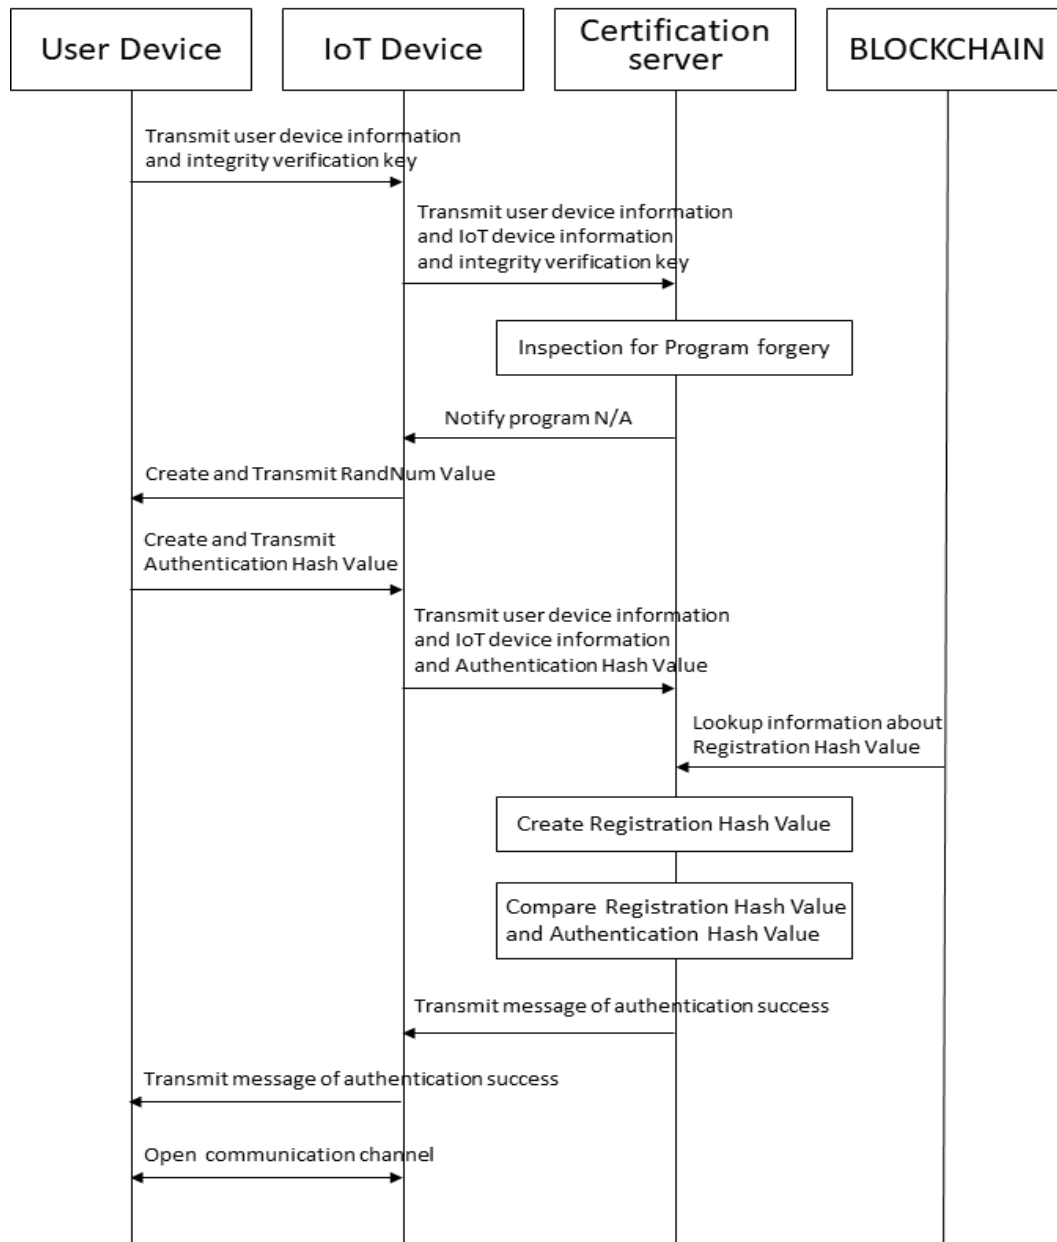 User Device
IoT Device
Certification
server
BLOCKCHAIN
Transmit user device information
and integrity verification key
Transmit user device information
and IoT device information
and integrity verification key
Inspection for Program forgery
Notify program N/A
Create and Transmit RandNum Value
Create and Transmit
Authentication Hash Value
Transmit user device information
and IoT device information
and Authentication Hash Value
Lookup information about
Registration Hash Value
Create Registration Hash Value
Compare Registration Hash Value
and Authentication Hash Value
Transmit message of authentication success
Transmit message of authentication success
Open communication channel